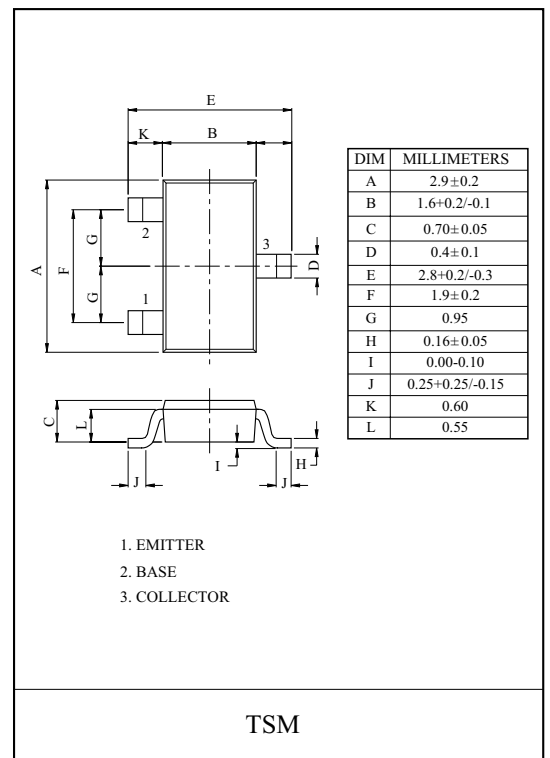 E
K
B
2
3
G
D
A
F
G
1
C
L
I
H
J
J
DIM MILLIMETERS
A 2.9±0.2
B 1.6+0.2/-0.1
C 0.70±0.05
D 0.4±0.1
E 2.8+0.2/-0.3
F 1.9±0.2
G 0.95
H 0.16±0.05
I 0.00-0.10
J 0.25+0.25/-0.15
K 0.60
L 0.55
1. EMITTER
2. BASE
3. COLLECTOR
TSM